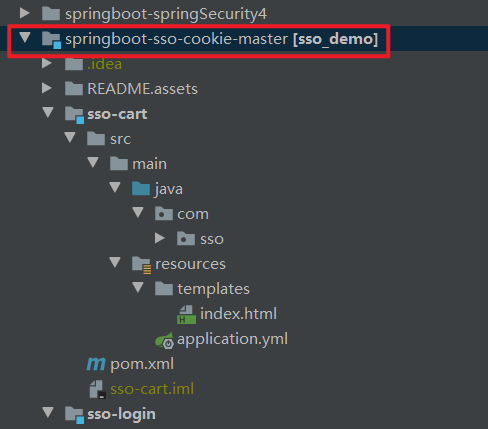 springboot-springSecurity4
springboot-sso-cookie-master [sso_demo]
.idea
README.assets
sso-cart
src
main
java
com
sso
resources
templates
index.html
application.yml
pom.xml
sso-cart.iml
sso-login